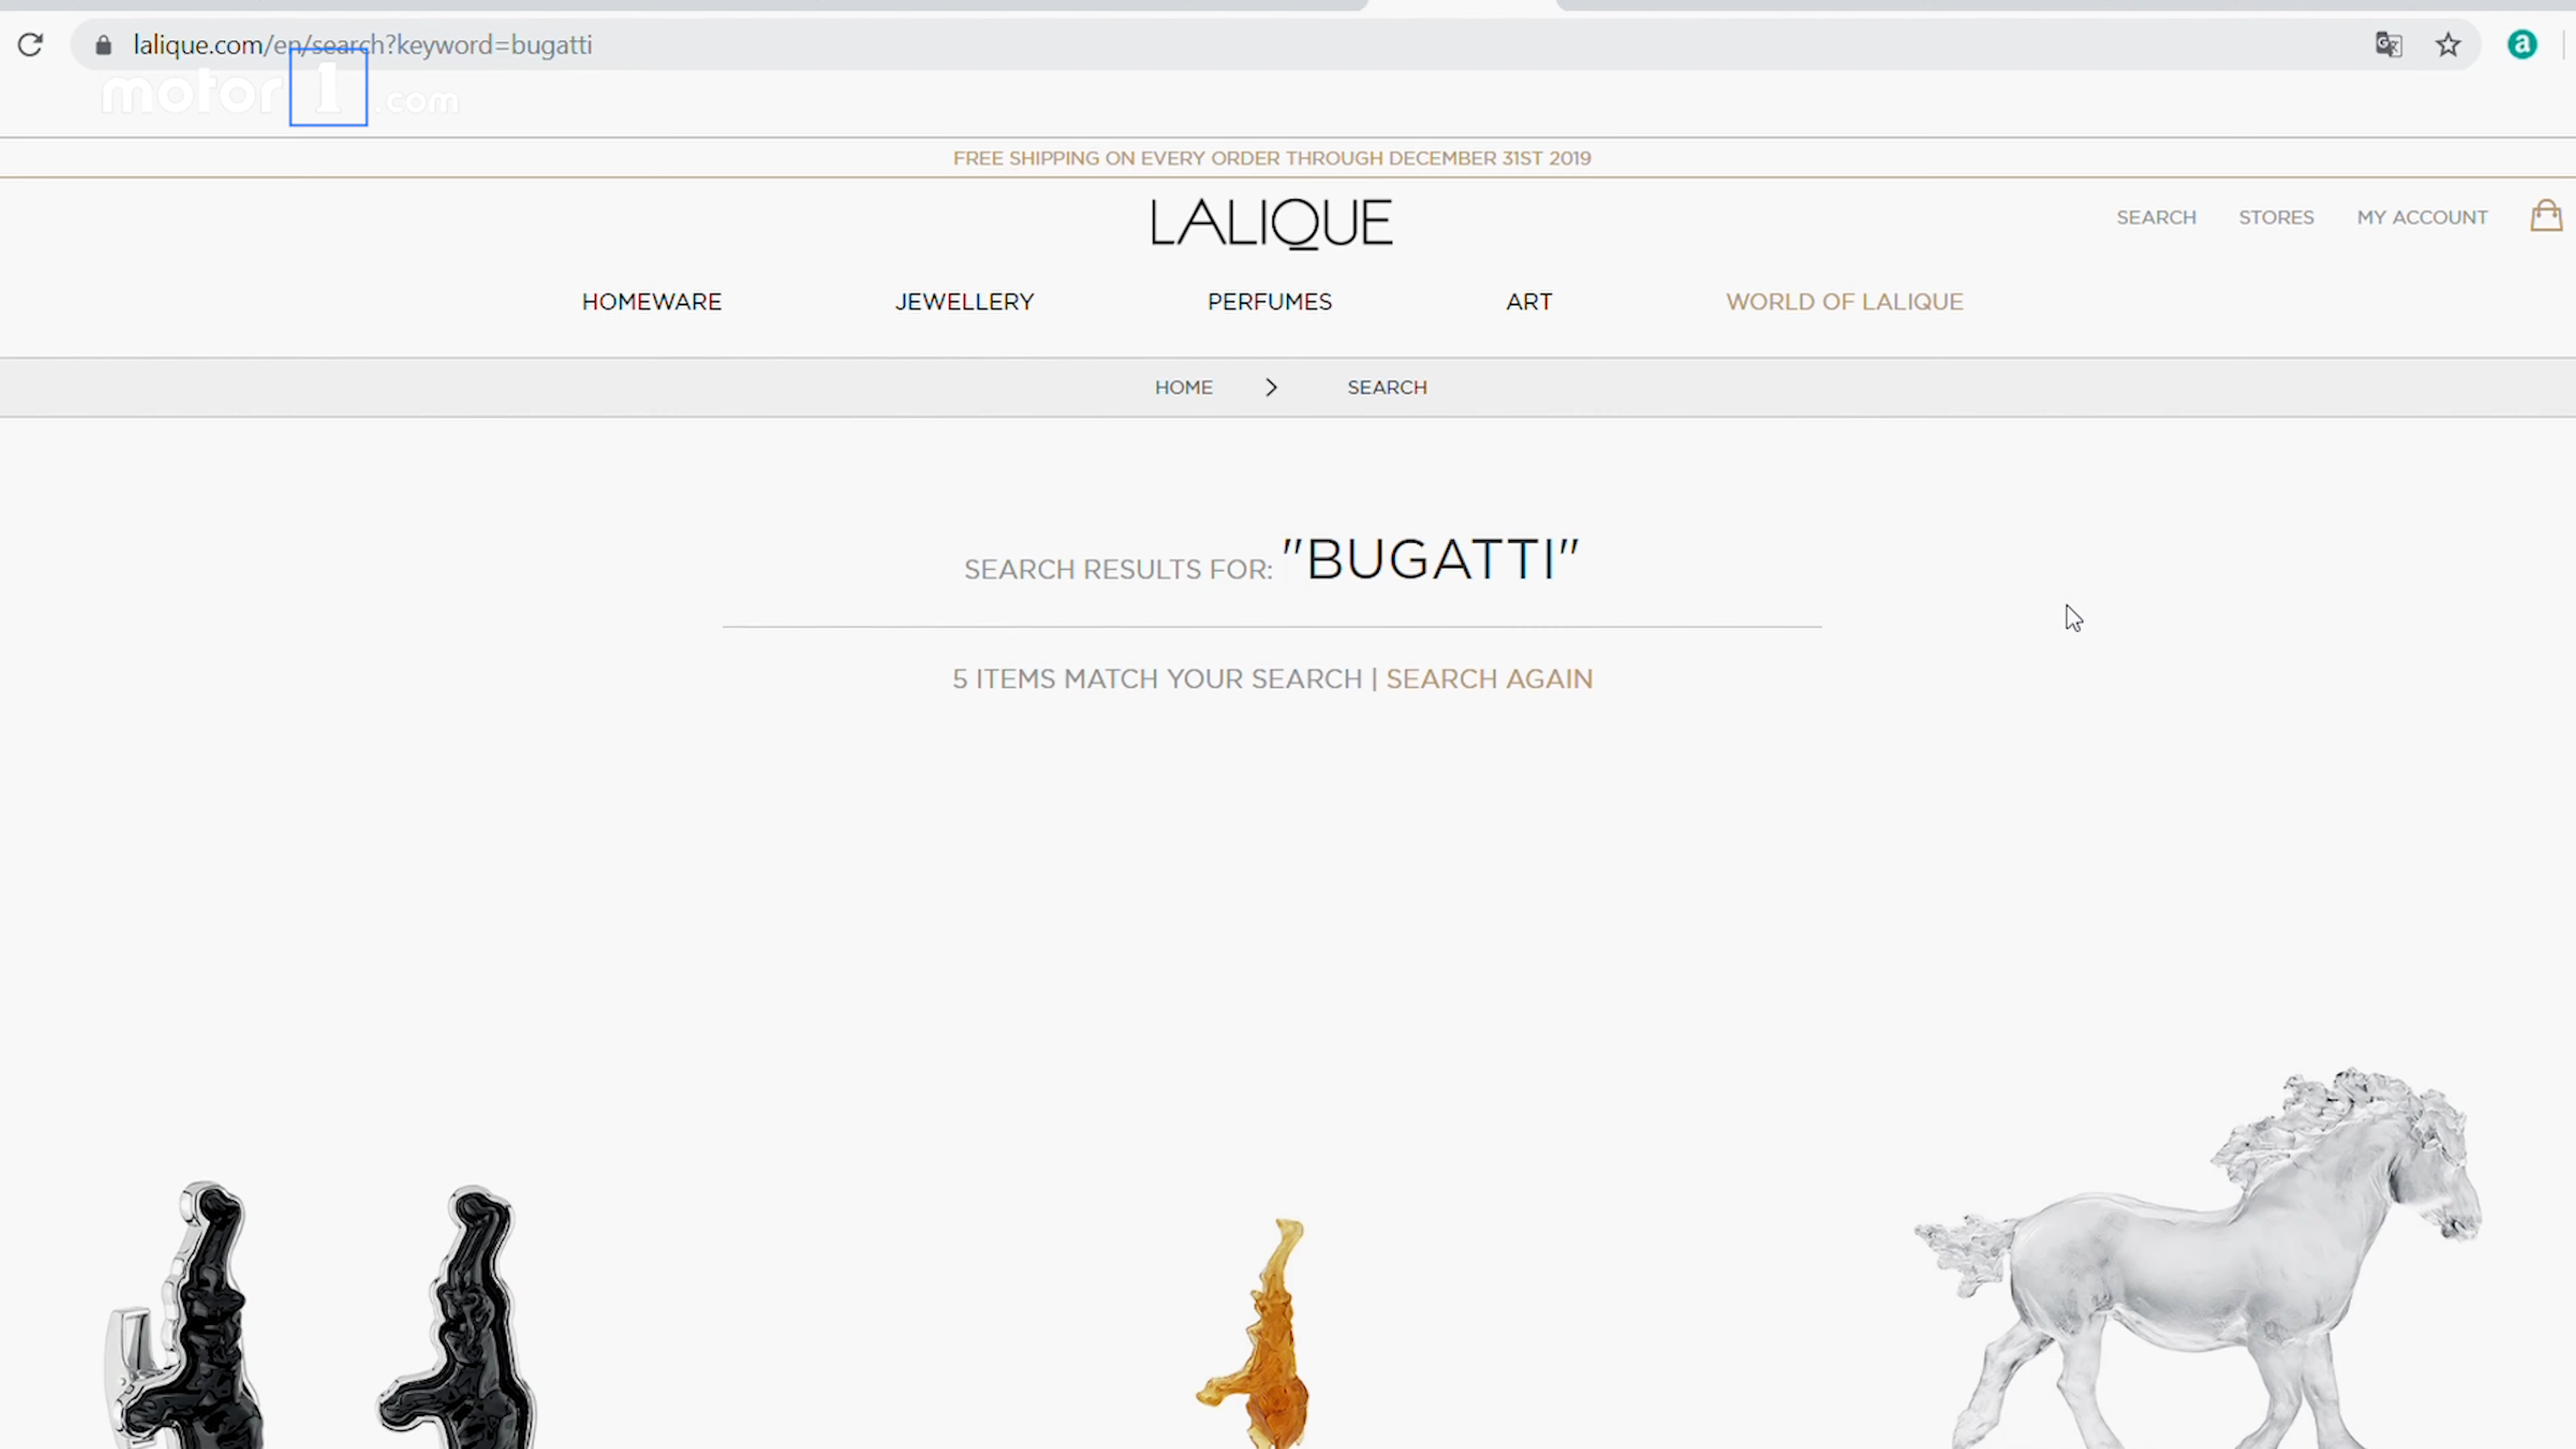 lalique.com/en/search?keyword=bugatti
motor1.com
FREE SHIPPING ON EVERY ORDER THROUGH DECEMBER 31ST 2019
LALIQUE
SEARCH STORES MY ACCOUNT
HOMEWARE JEWELLERY PERFUMES ART WORLD OF LALIQUE
HOME > SEARCH
SEARCH RESULTS FOR: "BUGATTI"
5 ITEMS MATCH YOUR SEARCH | SEARCH AGAIN